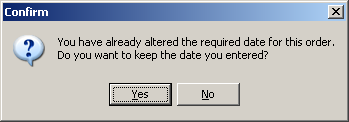 Confirm
You have already altered the required date for this order.
Do you want to keep the date you entered?
Yes No